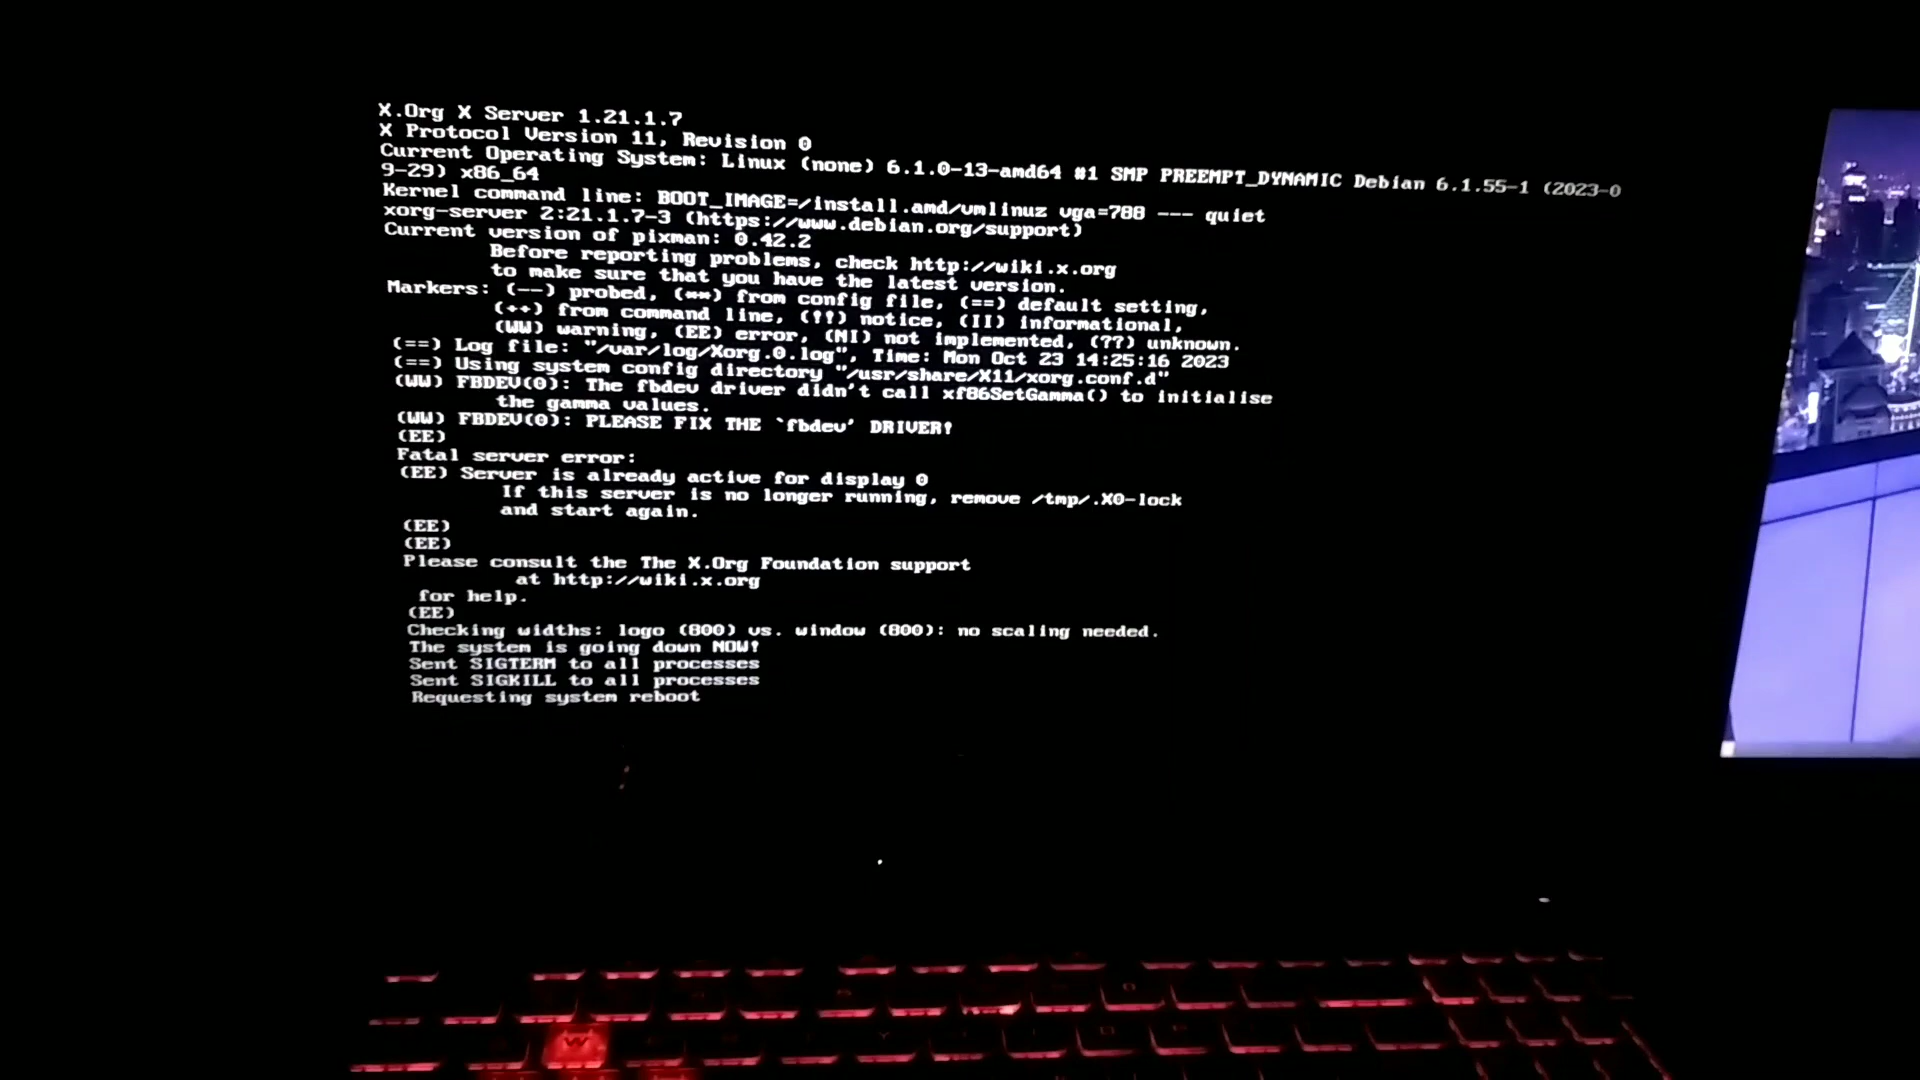 X.Org X Server 1.21.1.7
X Protocol Version 11, Revision 0
Current Operating System: Linux (none) 6.1.0-13-amd64 #1 SMP PREEMPT_DYNAMIC Debian 6.1.55-1 (2023-0
9-29) x86_64
Kernel command line: BOOT_IMAGE=/install.amd/vmlinuz vga=788 --- quiet
xorg-server 2:21.1.7-3 (https://www.debian.org/support)
Current version of pixman: 0.42.2
Before reporting problems, check http://wiki.x.org
to make sure that you have the latest version.
Markers: (--) probed, (**) from config file, (==) default setting,
(++) from command line, (!!) notice, (II) informational,
(WW) warning, (EE) error, (NI) not implemented, (??) unknown.
(==) Log file: "/var/log/Xorg.0.log", Time: Mon Oct 23 14:25:16 2023
(==) Using system config directory "/usr/share/X11/xorg.conf.d"
(WW) FBDEV(0): The fbdev driver didn't call xf86SetGamma() to initialise
the gamma values.
(WW) FBDEV(0): PLEASE FIX THE `fbdev' DRIVER!
(EE)
Fatal server error:
(EE) Server is already active for display 0
If this server is no longer running, remove /tmp/.X0-lock
and start again.
(EE)
(EE)
Please consult the The X.Org Foundation support
at http://wiki.x.org
for help.
(EE)
Checking widths: logo (800) vs. window (800): no scaling needed.
The system is going down NOW!
Sent SIGTERM to all processes
Sent SIGKILL to all processes
Requesting system reboot
W